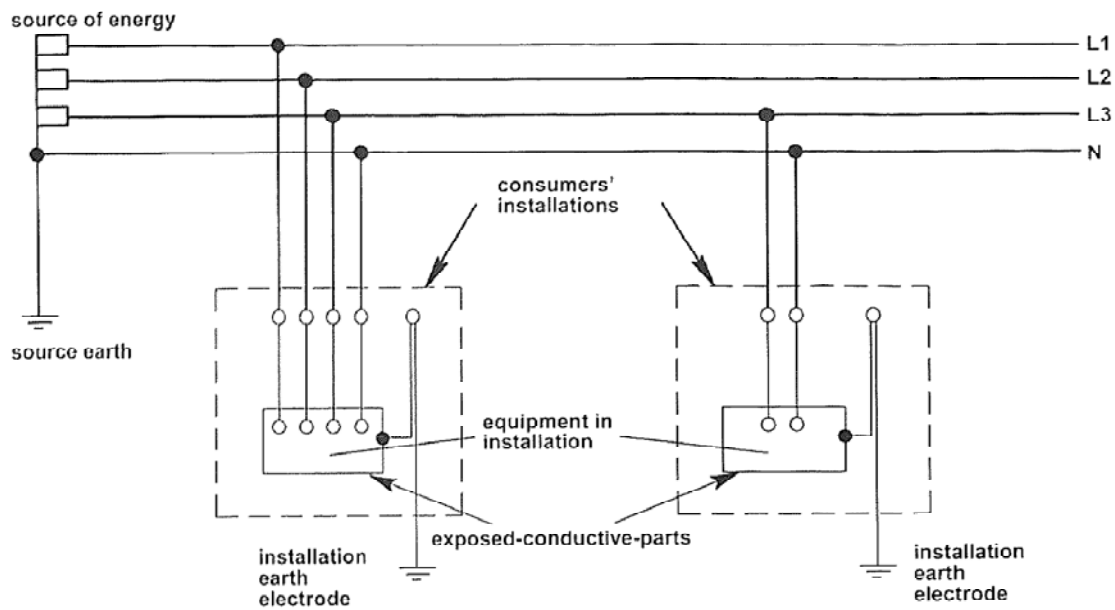 source of energy
L1
L2
L3
N
consumers'
installations
source earth
equipment in
installation
exposed-conductive-parts
installation
earth
electrode
installation
earth
electrode